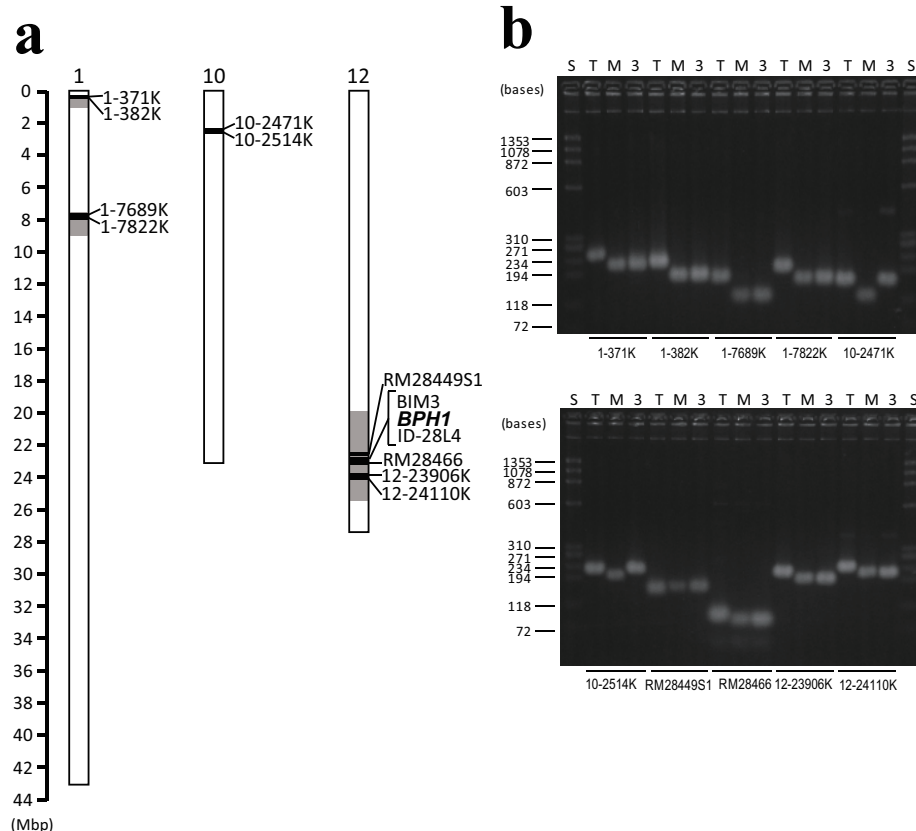 a
1 10 12
0
2
4
6
8
10
12
14
16
18
20
22
24
26
28
30
32
34
36
38
40
42
44
(Mbp)
1-371K
1-382K
1-7689K
1-7822K
10-2471K
10-2514K
RM28449S1
BIM3
BPH1
ID-28L4
RM28466
12-23906K
12-24110K
b
S T M 3 T M 3 T M 3 T M 3 T M 3 S
(bases)
1353
1078
872
603
310
271
234
194
118
72
1-371K 1-382K 1-7689K 1-7822K 10-2471K
S T M 3 T M 3 T M 3 T M 3 T M 3 S
(bases)
1353
1078
872
603
310
271
234
194
118
72
10-2514K RM28449S1 RM28466 12-23906K 12-24110K